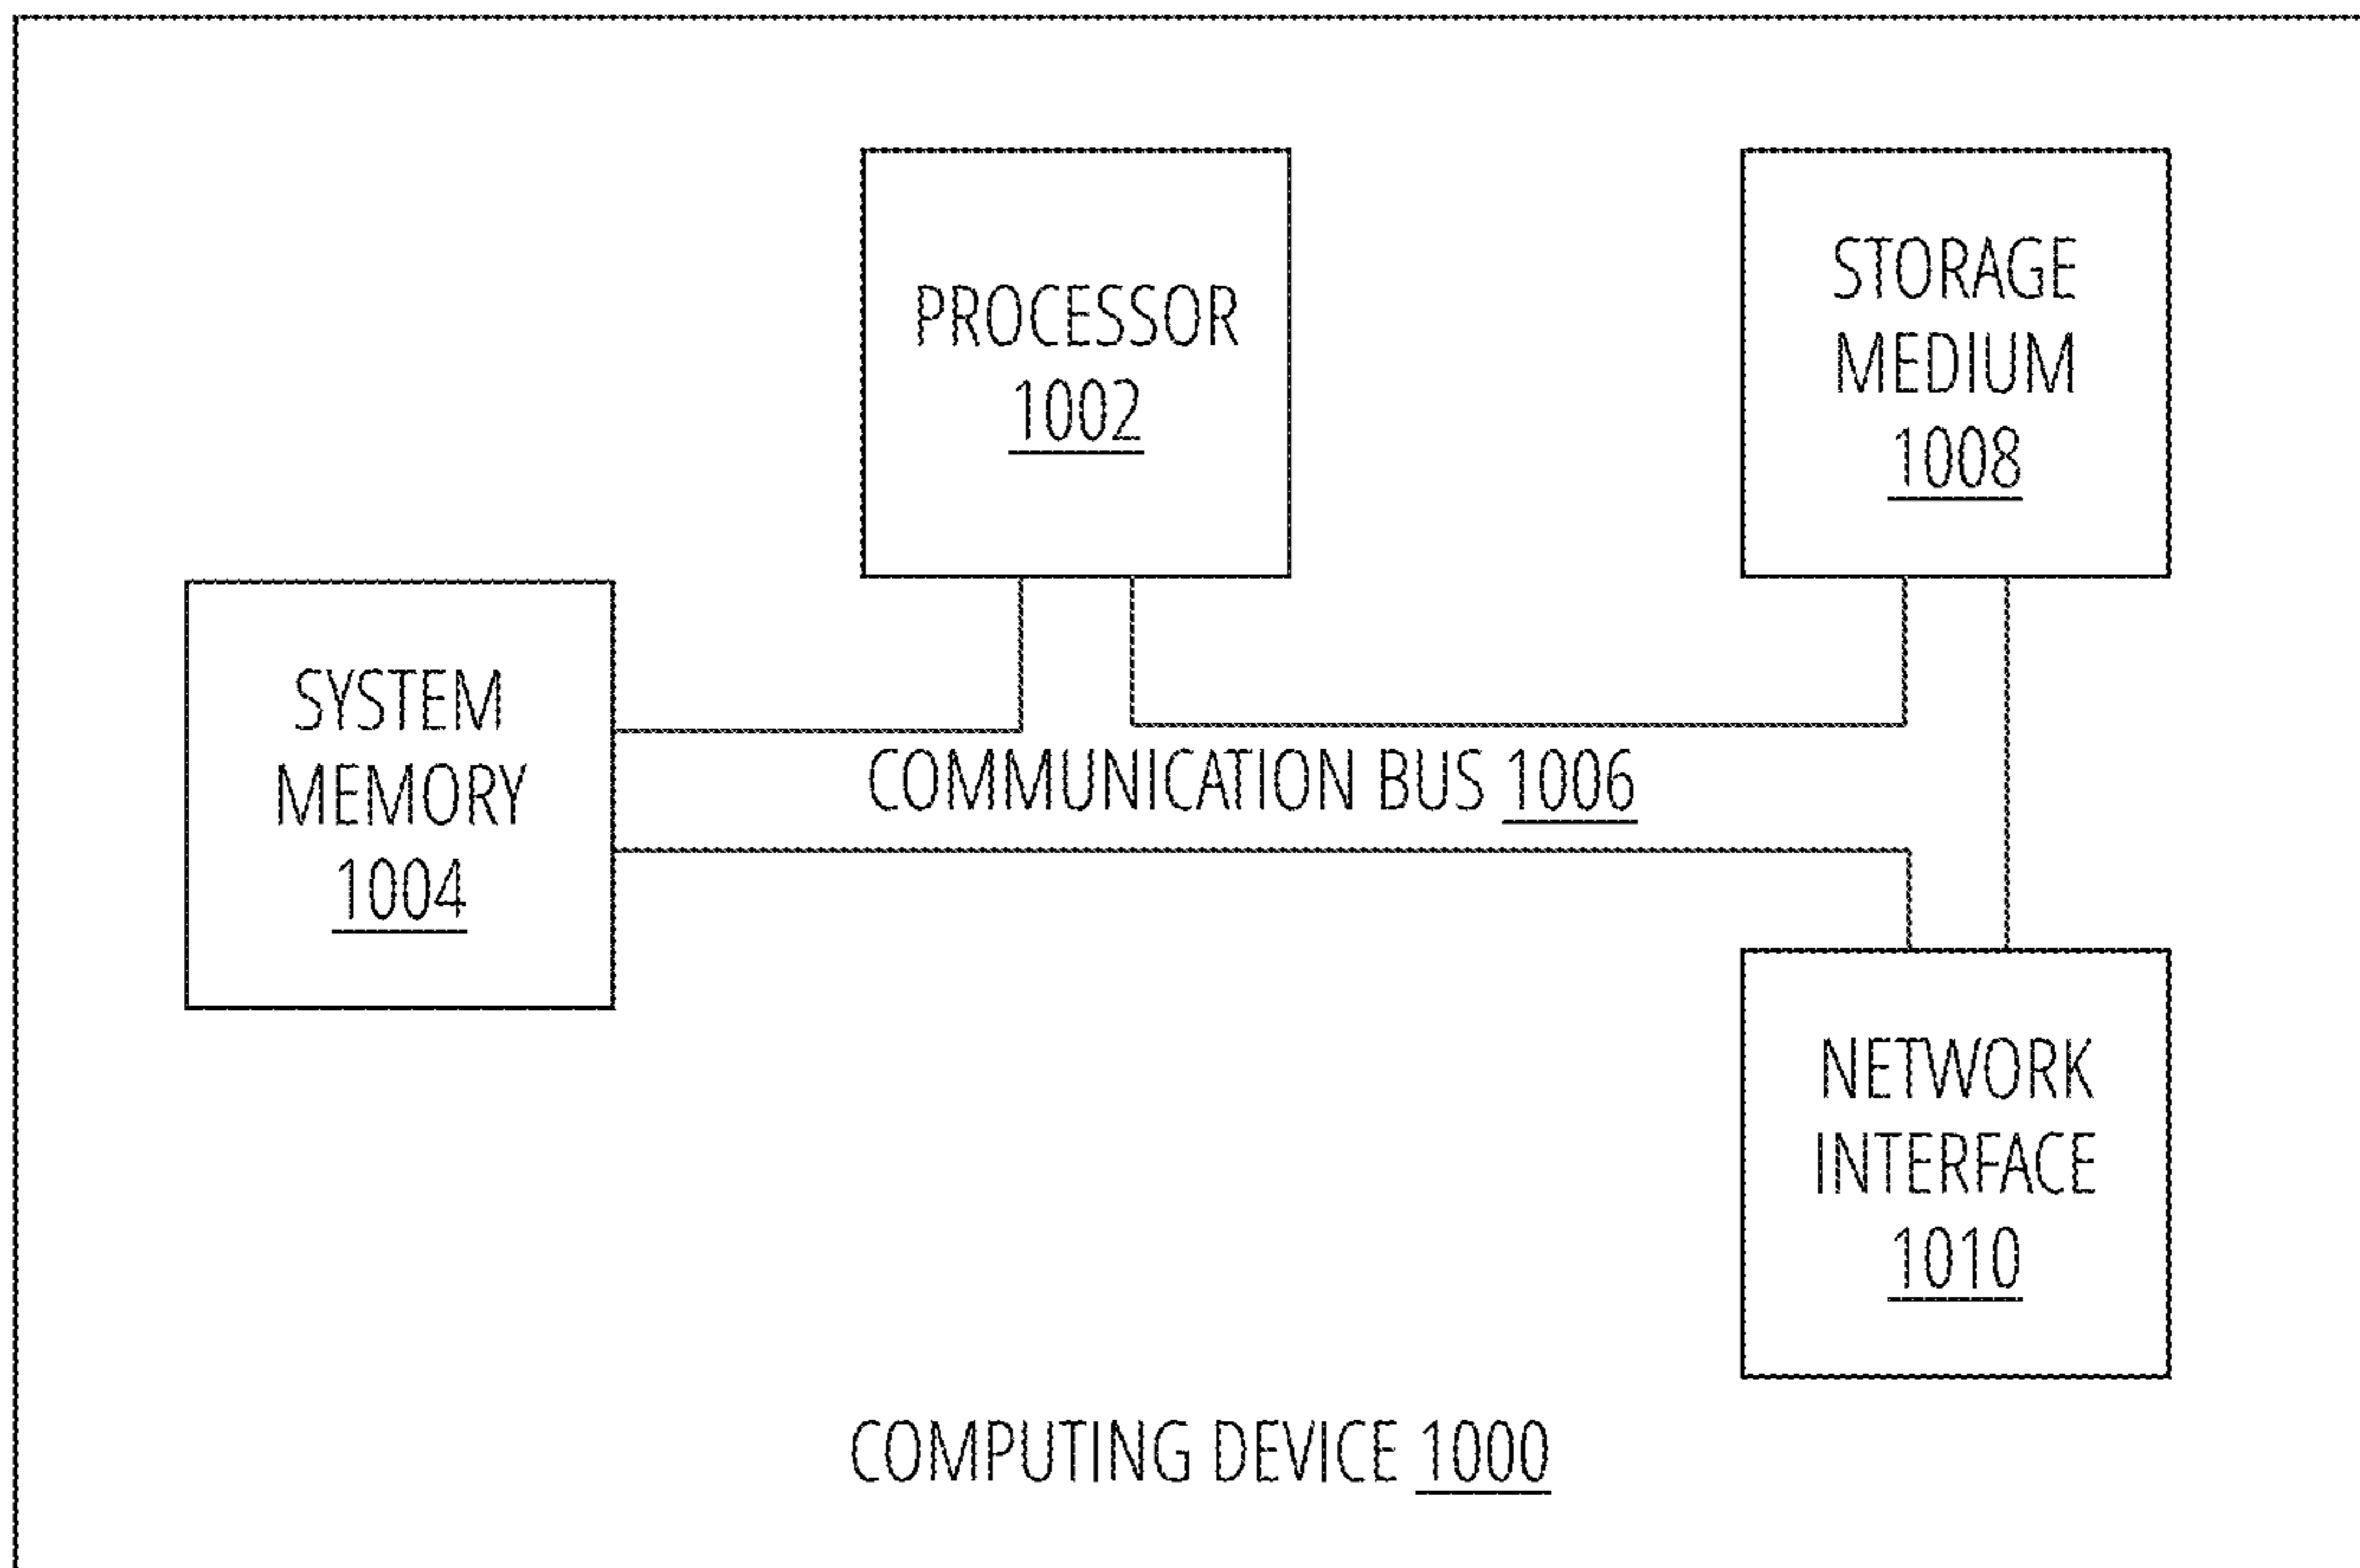 PROCESSOR
1002
STORAGE
MEDIUM
1008
SYSTEM
MEMORY
1004
COMMUNICATION BUS 1006
NETWORK
INTERFACE
1010
COMPUTING DEVICE 1000